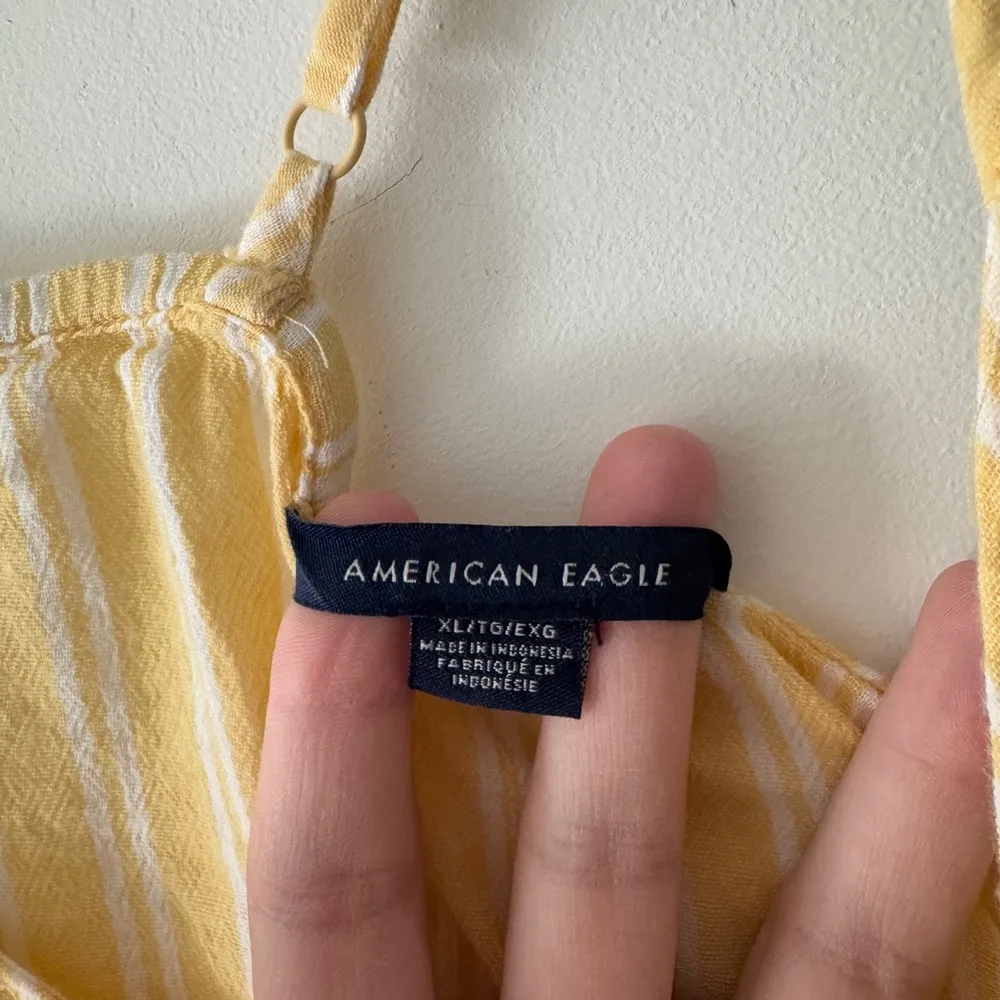 AMERICAN EAGLE
XL/TG/EXG
MADE IN INDONESIA
FABRIQUÉ EN
INDONÉSIE